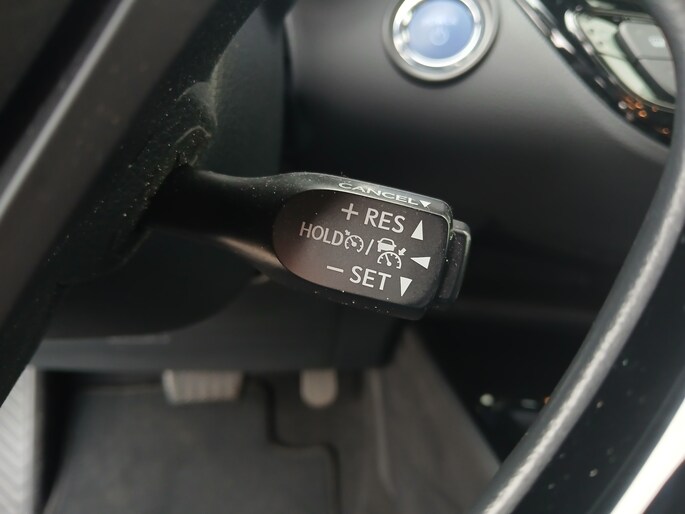 CANCEL
+ RES
HOLD /
- SET